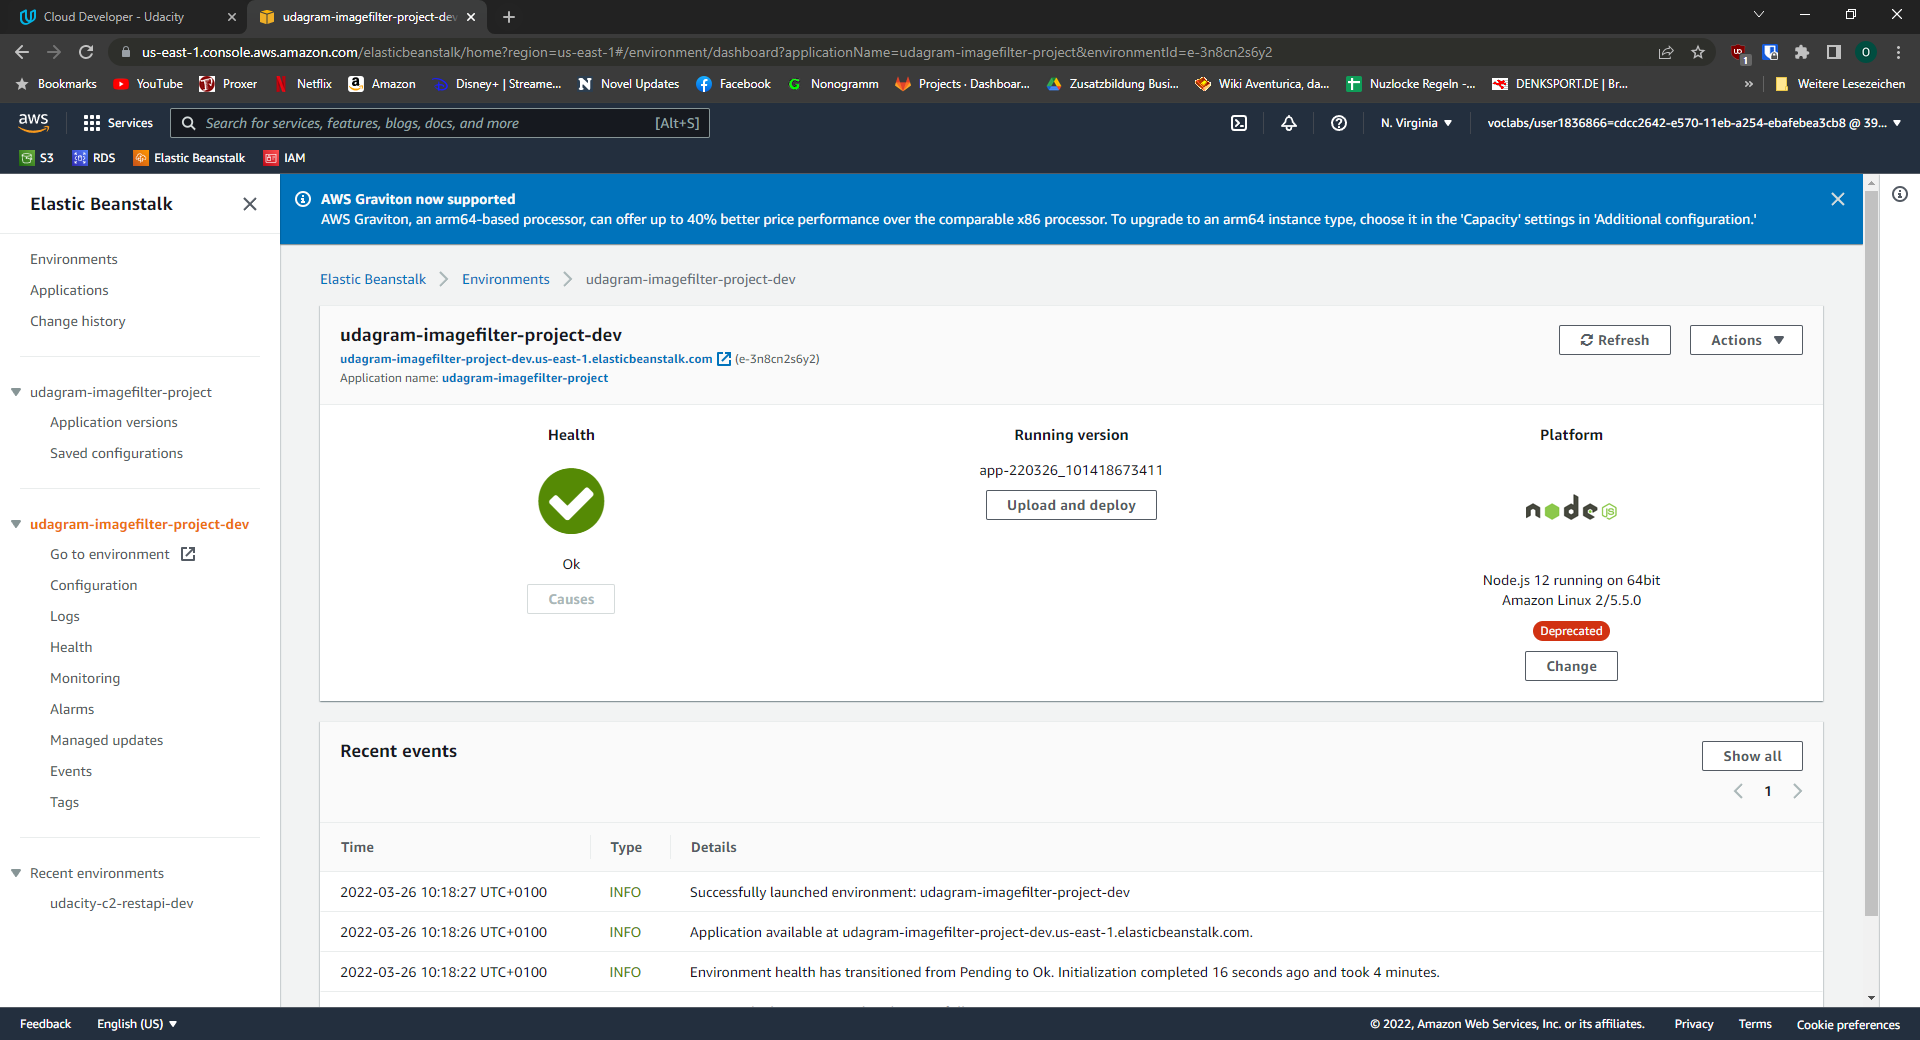 Cloud Developer - Udacity
udagram-imagefilter-project-dev
us-east-1.console.aws.amazon.com/elasticbeanstalk/home?region=us-east-1#/environment/dashboard?applicationName=udagram-imagefilter-project&environmentId=e-3n8cn2s6y2
1
O
Bookmarks
YouTube
Proxer
Netflix
Amazon
Disney+ | Streame...
Novel Updates
Facebook
Nonogramm
Projects · Dashboar...
Zusatzbildung Busi...
Wiki Aventurica, da...
Nuzlocke Regeln -...
DENKSPORT.DE | Br...
»
Weitere Lesezeichen
aws
Services
Search for services, features, blogs, docs, and more
[Alt+S]
N. Virginia
voclabs/user1836866=cdcc2642-e570-11eb-a254-ebafebea3cb8 @ 39...
S3
RDS
Elastic Beanstalk
IAM
Elastic Beanstalk
Environments
Applications
Change history
udagram-imagefilter-project
Application versions
Saved configurations
udagram-imagefilter-project-dev
Go to environment
Configuration
Logs
Health
Monitoring
Alarms
Managed updates
Events
Tags
Recent environments
udacity-c2-restapi-dev
AWS Graviton now supported
AWS Graviton, an arm64-based processor, can offer up to 40% better price performance over the comparable x86 processor. To upgrade to an arm64 instance type, choose it in the 'Capacity' settings in 'Additional configuration.'
Elastic Beanstalk
Environments
udagram-imagefilter-project-dev
udagram-imagefilter-project-dev
udagram-imagefilter-project-dev.us-east-1.elasticbeanstalk.com (e-3n8cn2s6y2)
Application name: udagram-imagefilter-project
Refresh
Actions
Health
Ok
Causes
Running version
app-220326_101418673411
Upload and deploy
Platform
node JS
Node.js 12 running on 64bit
Amazon Linux 2/5.5.0
Deprecated
Change
Recent events
Show all
1
Time
Type
Details
2022-03-26 10:18:27 UTC+0100
INFO
Successfully launched environment: udagram-imagefilter-project-dev
2022-03-26 10:18:26 UTC+0100
INFO
Application available at udagram-imagefilter-project-dev.us-east-1.elasticbeanstalk.com.
2022-03-26 10:18:22 UTC+0100
INFO
Environment health has transitioned from Pending to Ok. Initialization completed 16 seconds ago and took 4 minutes.
Feedback
English (US)
© 2022, Amazon Web Services, Inc. or its affiliates.
Privacy
Terms
Cookie preferences